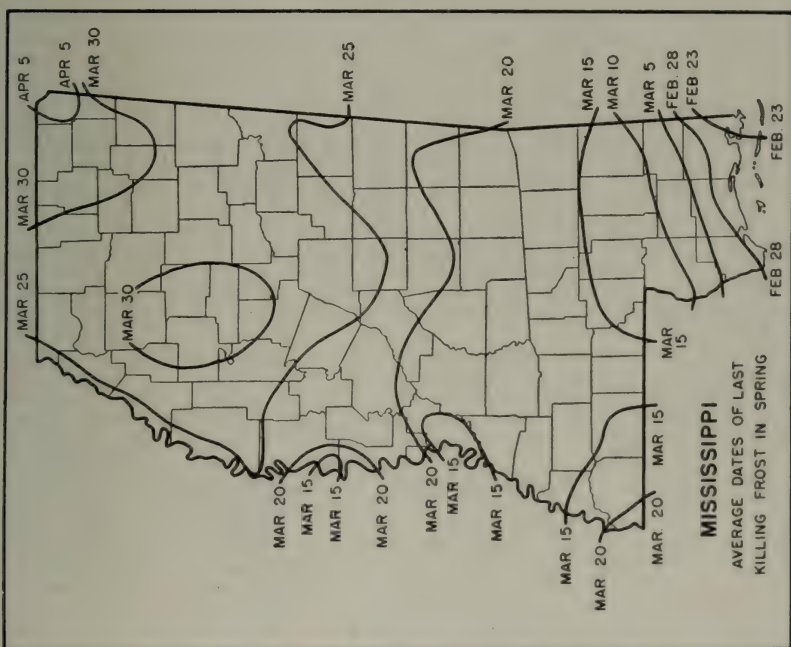 APR 5
APR 5
MAR 30
MAR 30
MAR 25
MAR 30
MAR 25
MAR 20
MAR 15
MAR 10
MAR 5
FEB. 28
FEB 23
FEB. 23
FEB 28
MAR 20
MAR 15
MAR 15
MAR 20
MAR 20
MAR 15
MAR 15
MAR 15
MAR 20
MAR. 20
MAR 15
MAR
15
MISSISSIPPI
AVERAGE DATES OF LAST
KILLING FROST IN SPRING